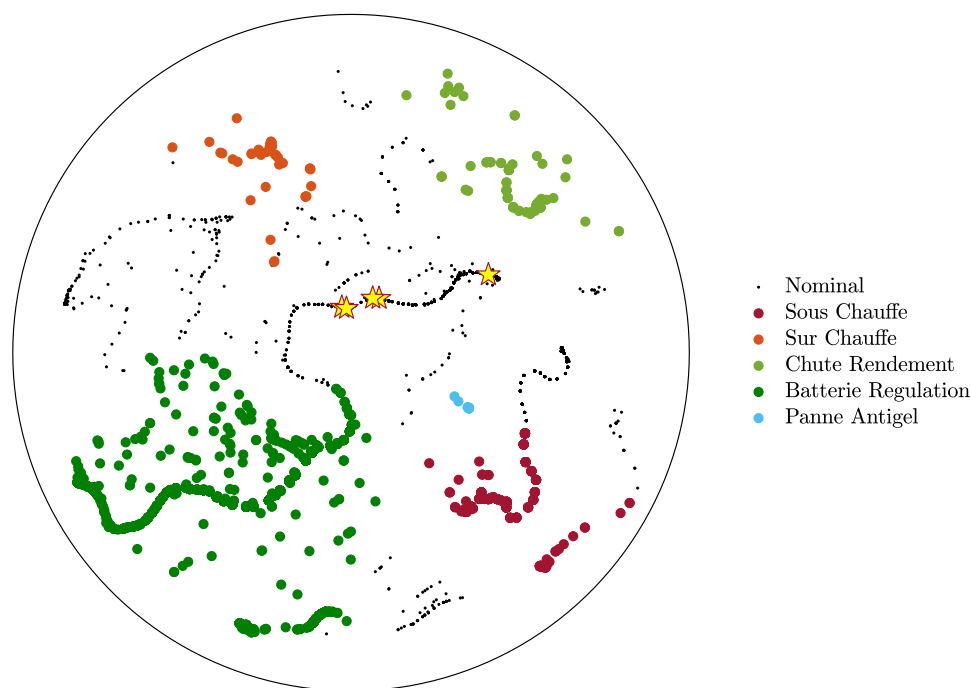 Nominal
Sous Chauffe
Sur Chauffe
Chute Rendement
Batterie Regulation
Panne Antigel